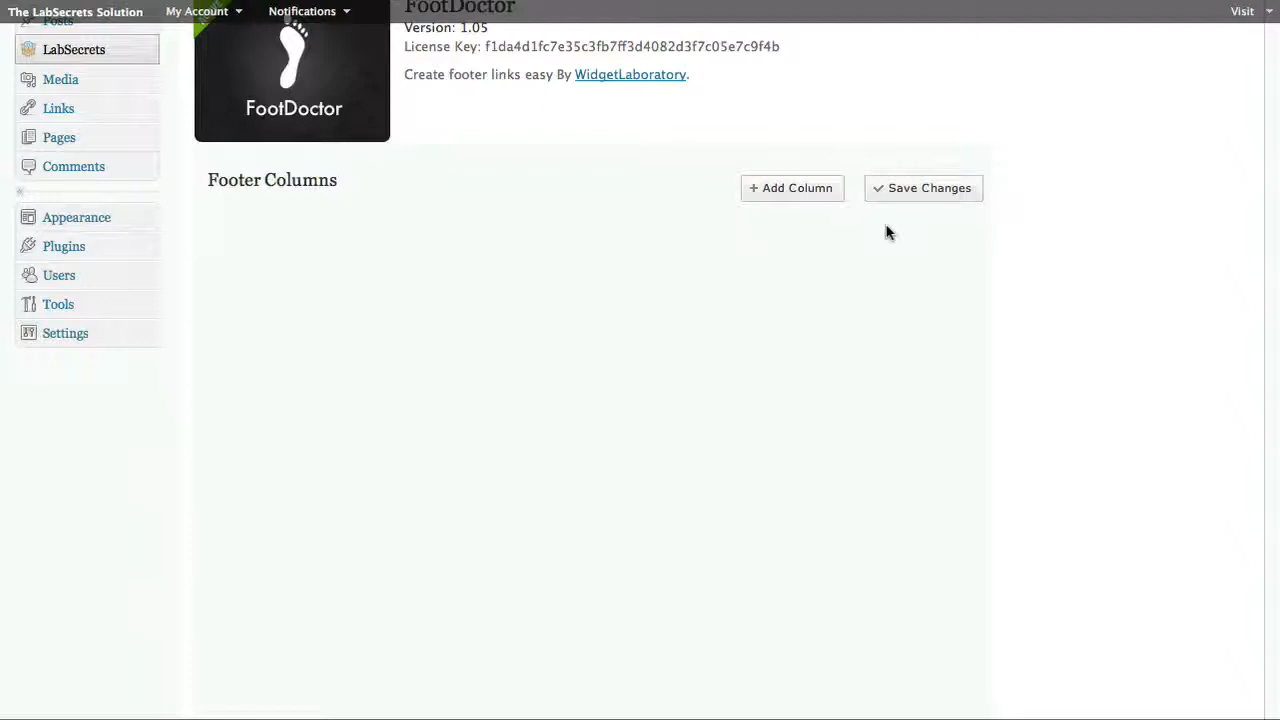 The LabSecrets Solution My Account Notifications Visit
Posts
LabSecrets
Media
Links
Pages
Comments
Appearance
Plugins
Users
Tools
Settings
FootDoctor
FootDoctor
Version: 1.05
License Key: f1da4d1fc7e35c3fb7ff3d4082d3f7c05e7c9f4b
Create footer links easy By WidgetLaboratory.
Footer Columns
+ Add Column
Save Changes